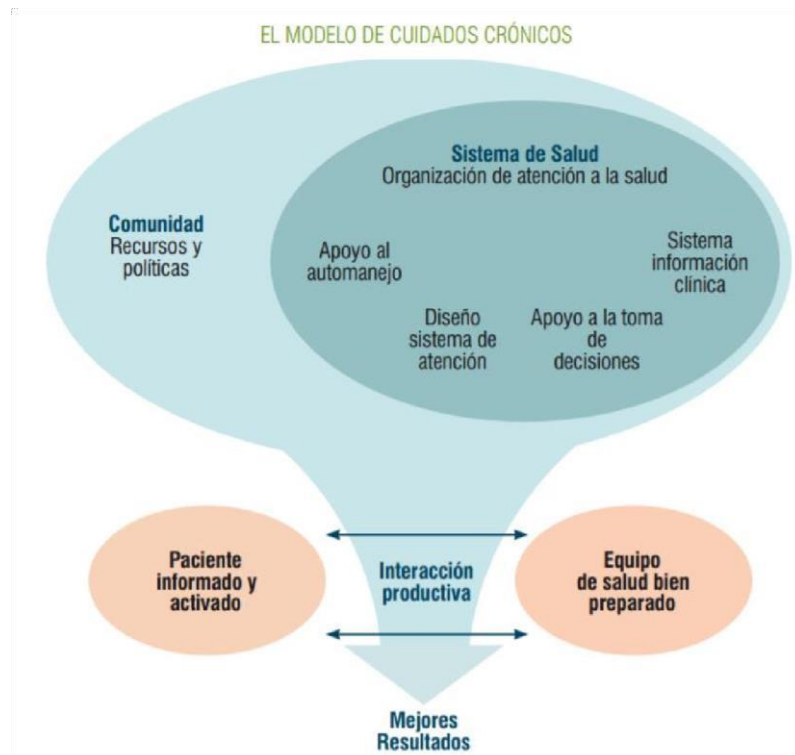 EL MODELO DE CUIDADOS CRÓNICOS
Sistema de Salud
Organización de atención a la salud
Comunidad
Recursos y
políticas
Apoyo al
automanejo
Sistema
información
clínica
Diseño
sistema de
atención
Apoyo a la toma
de
decisiones
Paciente
informado y
activado
Interacción
productiva
Equipo
de salud bien
preparado
Mejores
Resultados